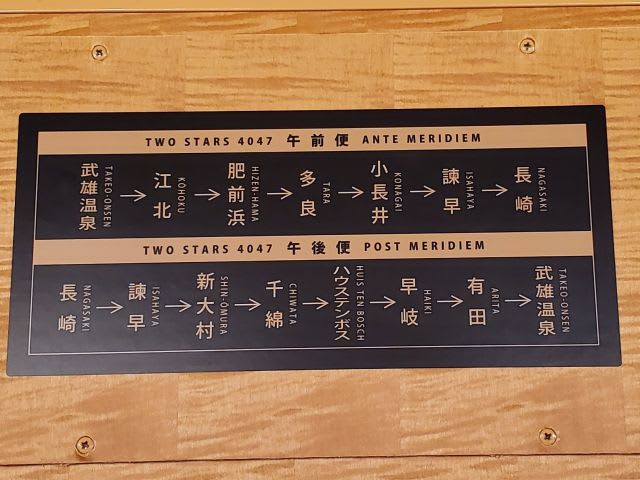 TWO STARS 4047 午前便 ANTE MERIDIEM
武雄温泉 TAKEO-ONSEN → 江北 KŌHOKU → 肥前浜 HIZEN-HAMA → 多良 TARA → 小長井 KONAGAI → 諫早 ISAHAYA → 長崎 NAGASAKI
TWO STARS 4047 午後便 POST MERIDIEM
長崎 NAGASAKI → 諫早 ISAHAYA → 新大村 SHIN-ŌMURA → 千綿 CHIWATA → ハウステンボス HUIS TEN BOSCH → 早岐 HAIKI → 有田 ARITA → 武雄温泉 TAKEO-ONSEN